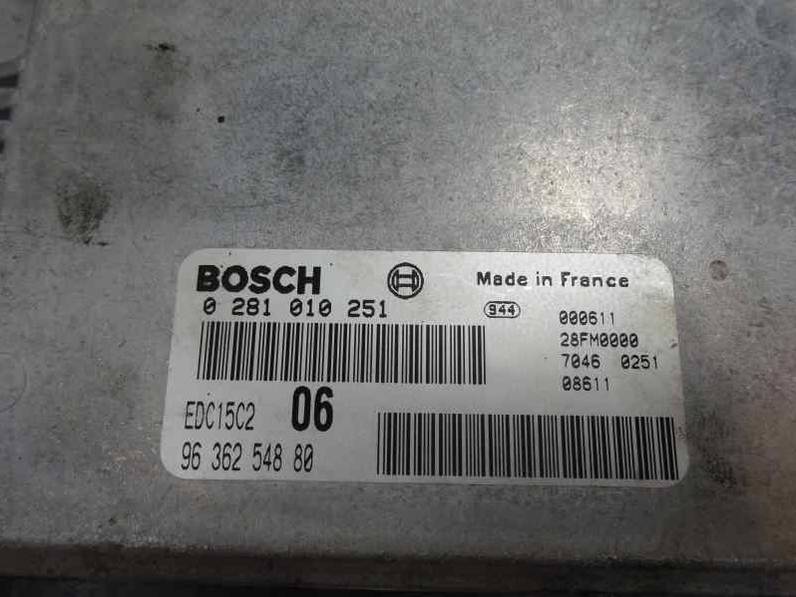 BOSCH Made in France
0 281 010 251 944 000611
28FM0000
7046 0251
08611
EDC15C2 06
96 362 548 80